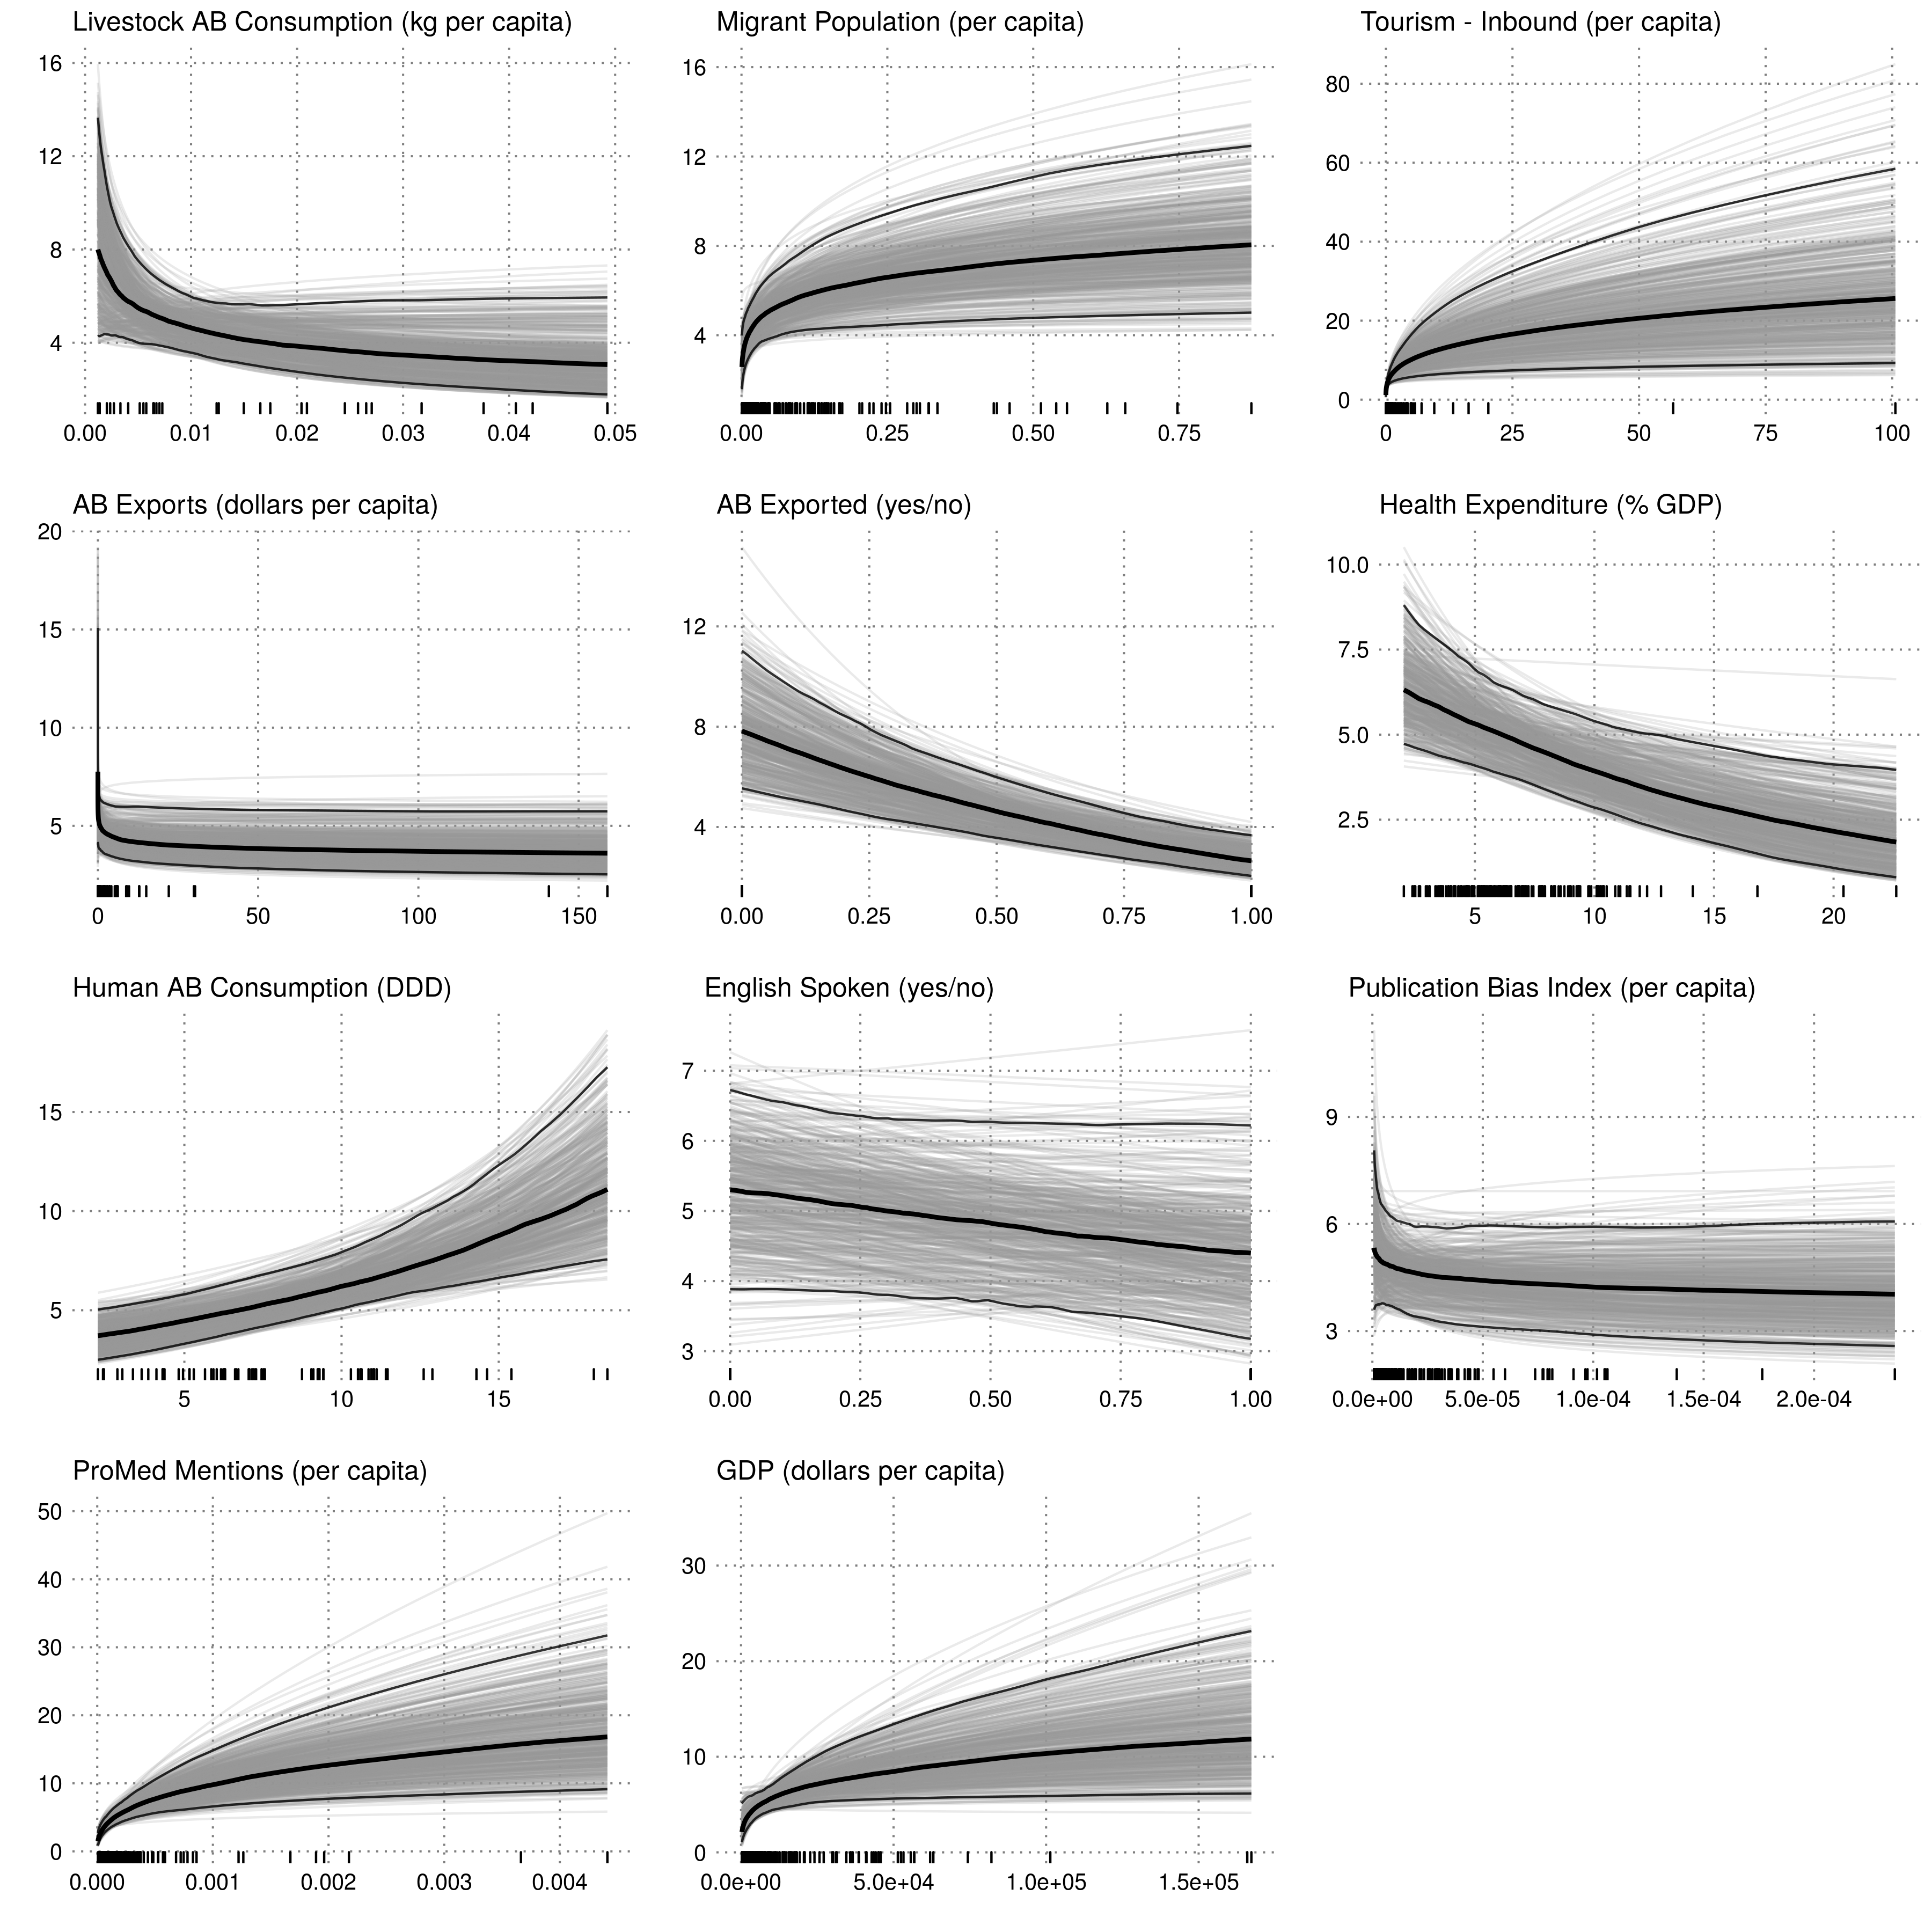 Livestock AB Consumption (kg per capita)
16
12
8
4
0.00 0.01 0.02 0.03 0.04 0.05
Migrant Population (per capita)
16
12
8
4
0.00 0.25 0.50 0.75
Tourism - Inbound (per capita)
80
60
40
20
0
0 25 50 75 100
AB Exports (dollars per capita)
20
15
10
5
0 50 100 150
AB Exported (yes/no)
12
8
4
0.00 0.25 0.50 0.75 1.00
Health Expenditure (% GDP)
10.0
7.5
5.0
2.5
5 10 15 20
Human AB Consumption (DDD)
15
10
5
5 10 15
English Spoken (yes/no)
7
6
5
4
3
0.00 0.25 0.50 0.75 1.00
Publication Bias Index (per capita)
9
6
3
0.0e+00 5.0e-05 1.0e-04 1.5e-04 2.0e-04
ProMed Mentions (per capita)
50
40
30
20
10
0
0.000 0.001 0.002 0.003 0.004
GDP (dollars per capita)
30
20
10
0
0.0e+00 5.0e+04 1.0e+05 1.5e+05